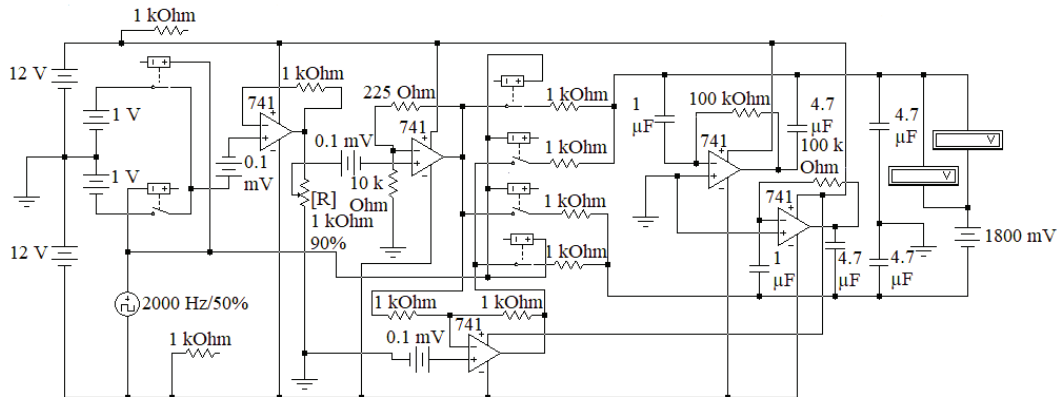 1 kOhm
12 V
1 V
1 V
12 V
2000 Hz/50%
1 kOhm
0.1
mV
741
1 kOhm
0.1 mV
[R]
1 kOhm
90%
225 Ohm
741
10 k
Ohm
1 kOhm
1 kOhm
1 kOhm
1 kOhm
1 kOhm
1 kOhm
741
0.1 mV
1
µF
100 kOhm
741
4.7
µF
100 k
Ohm
741
1
µF
4.7
µF
4.7
µF
4.7
µF
V
V
1800 mV